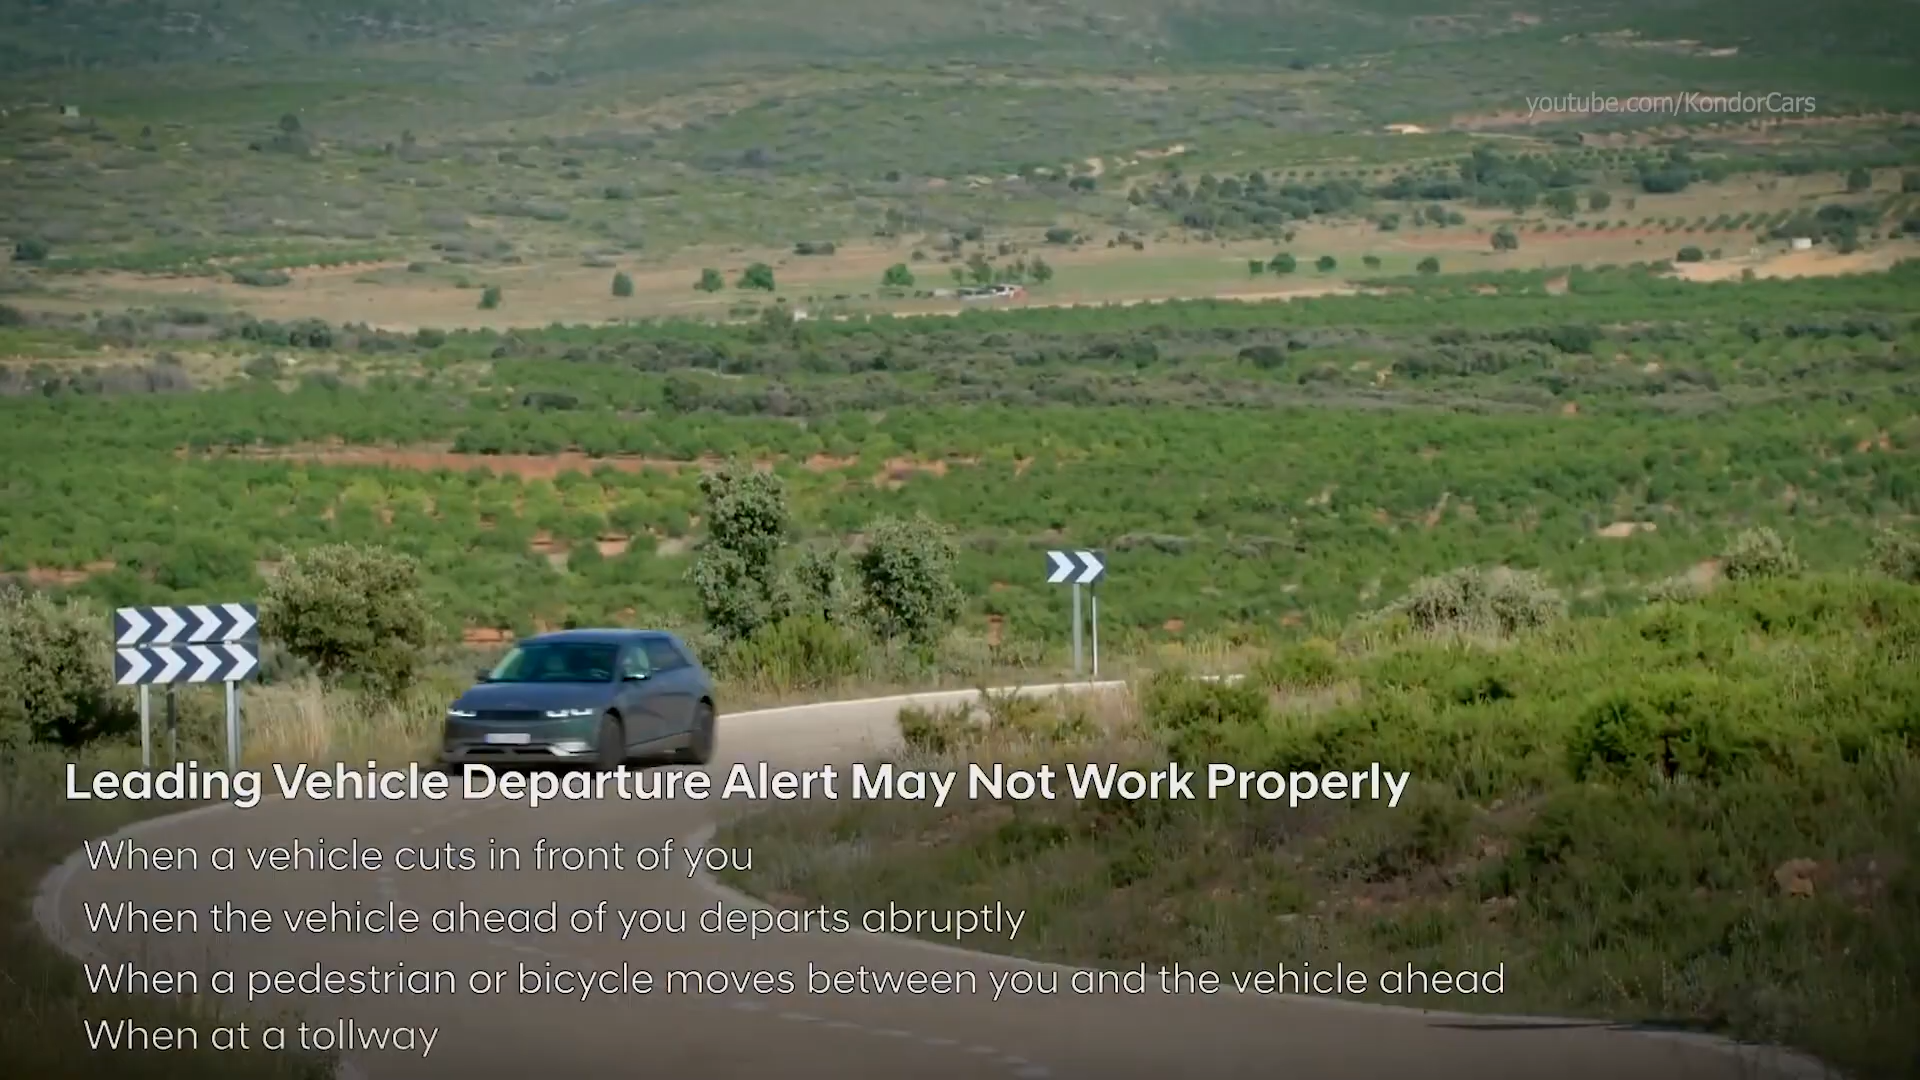 youtube.com/KondorCars
Leading Vehicle Departure Alert May Not Work Properly
When a vehicle cuts in front of you
When the vehicle ahead of you departs abruptly
When a pedestrian or bicycle moves between you and the vehicle ahead
When at a tollway